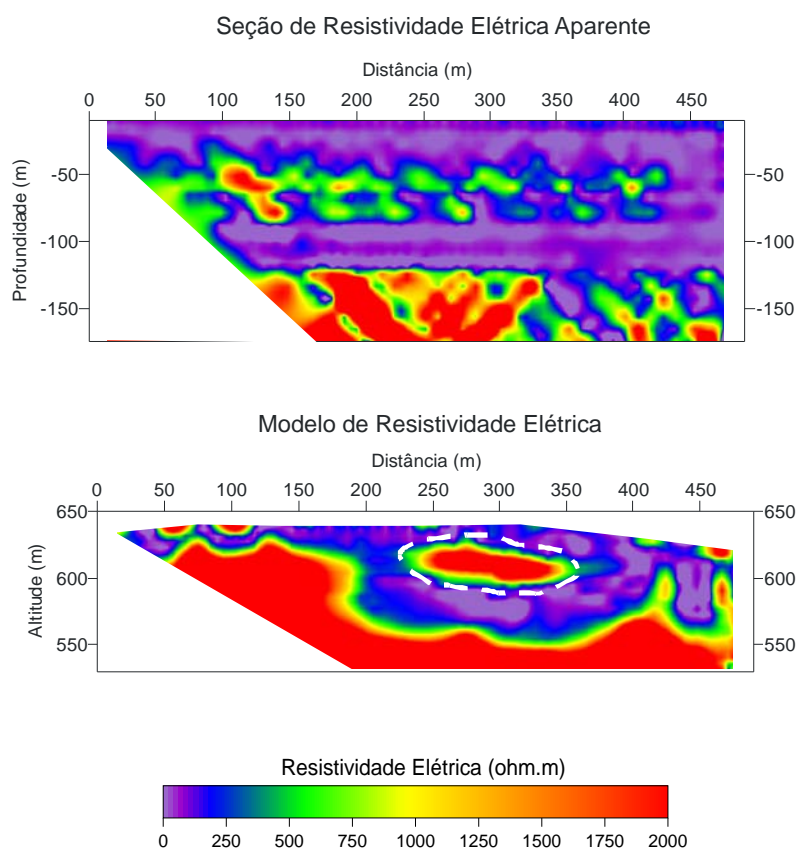 Seção de Resistividade Elétrica Aparente
Distância (m)
0 50 100 150 200 250 300 350 400 450
Profundidade (m)
-50 -50
-100 -100
-150 -150
Modelo de Resistividade Elétrica
Distância (m)
0 50 100 150 200 250 300 350 400 450
Altitude (m)
650 650
600 600
550 550
Resistividade Elétrica (ohm.m)
0 250 500 750 1000 1250 1500 1750 2000